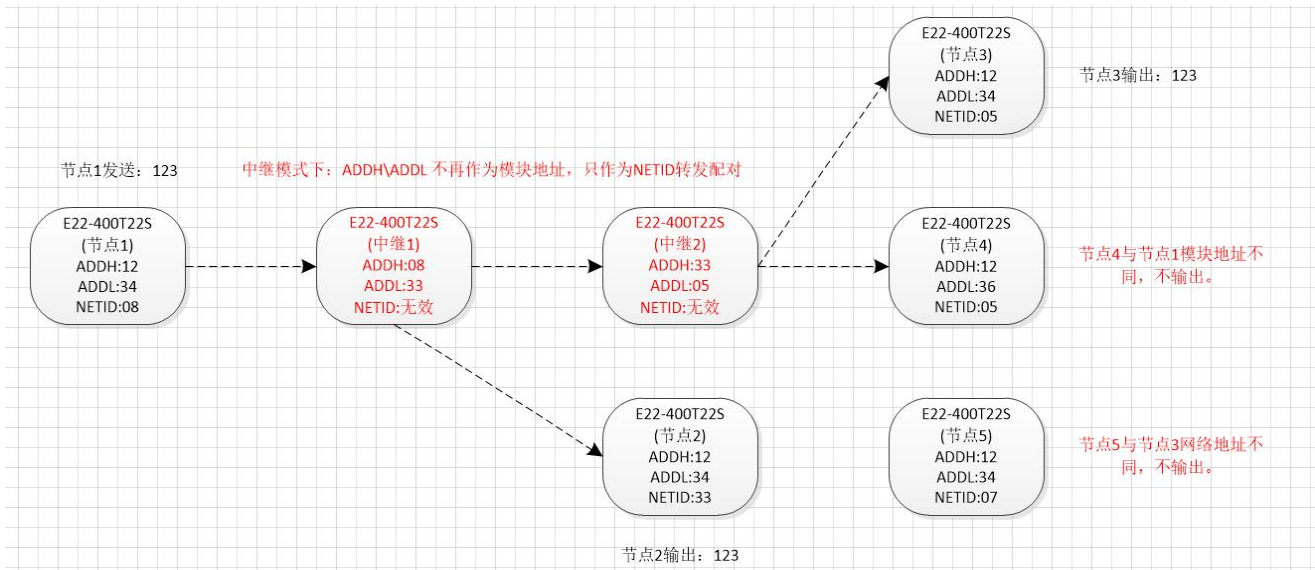 E22-400T22S
(节点3)
ADDH:12
ADDL:34
NETID:05
节点3输出：123
节点1发送：123
中继模式下：ADDH\ADDL 不再作为模块地址，只作为NETID转发配对
E22-400T22S
(节点1)
ADDH:12
ADDL:34
NETID:08
E22-400T22S
(中继1)
ADDH:08
ADDL:33
NETID:无效
E22-400T22S
(中继2)
ADDH:33
ADDL:05
NETID:无效
E22-400T22S
(节点4)
ADDH:12
ADDL:36
NETID:05
节点4与节点1模块地址不
同，不输出。
E22-400T22S
(节点2)
ADDH:12
ADDL:34
NETID:33
节点2输出：123
E22-400T22S
(节点5)
ADDH:12
ADDL:34
NETID:07
节点5与节点3网络地址不
同，不输出。